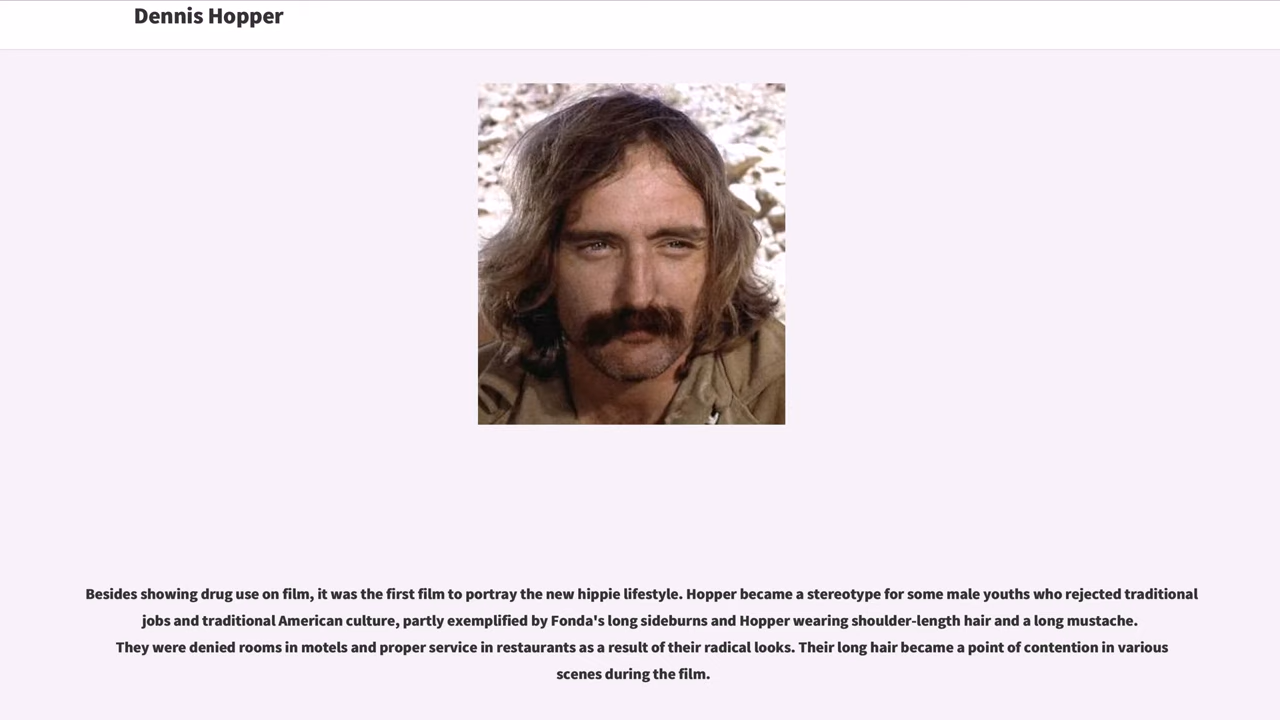 Dennis Hopper
Besides showing drug use on film, it was the first film to portray the new hippie lifestyle. Hopper became a stereotype for some male youths who rejected traditional
jobs and traditional American culture, partly exemplified by Fonda's long sideburns and Hopper wearing shoulder-length hair and a long mustache.
They were denied rooms in motels and proper service in restaurants as a result of their radical looks. Their long hair became a point of contention in various
scenes during the film.